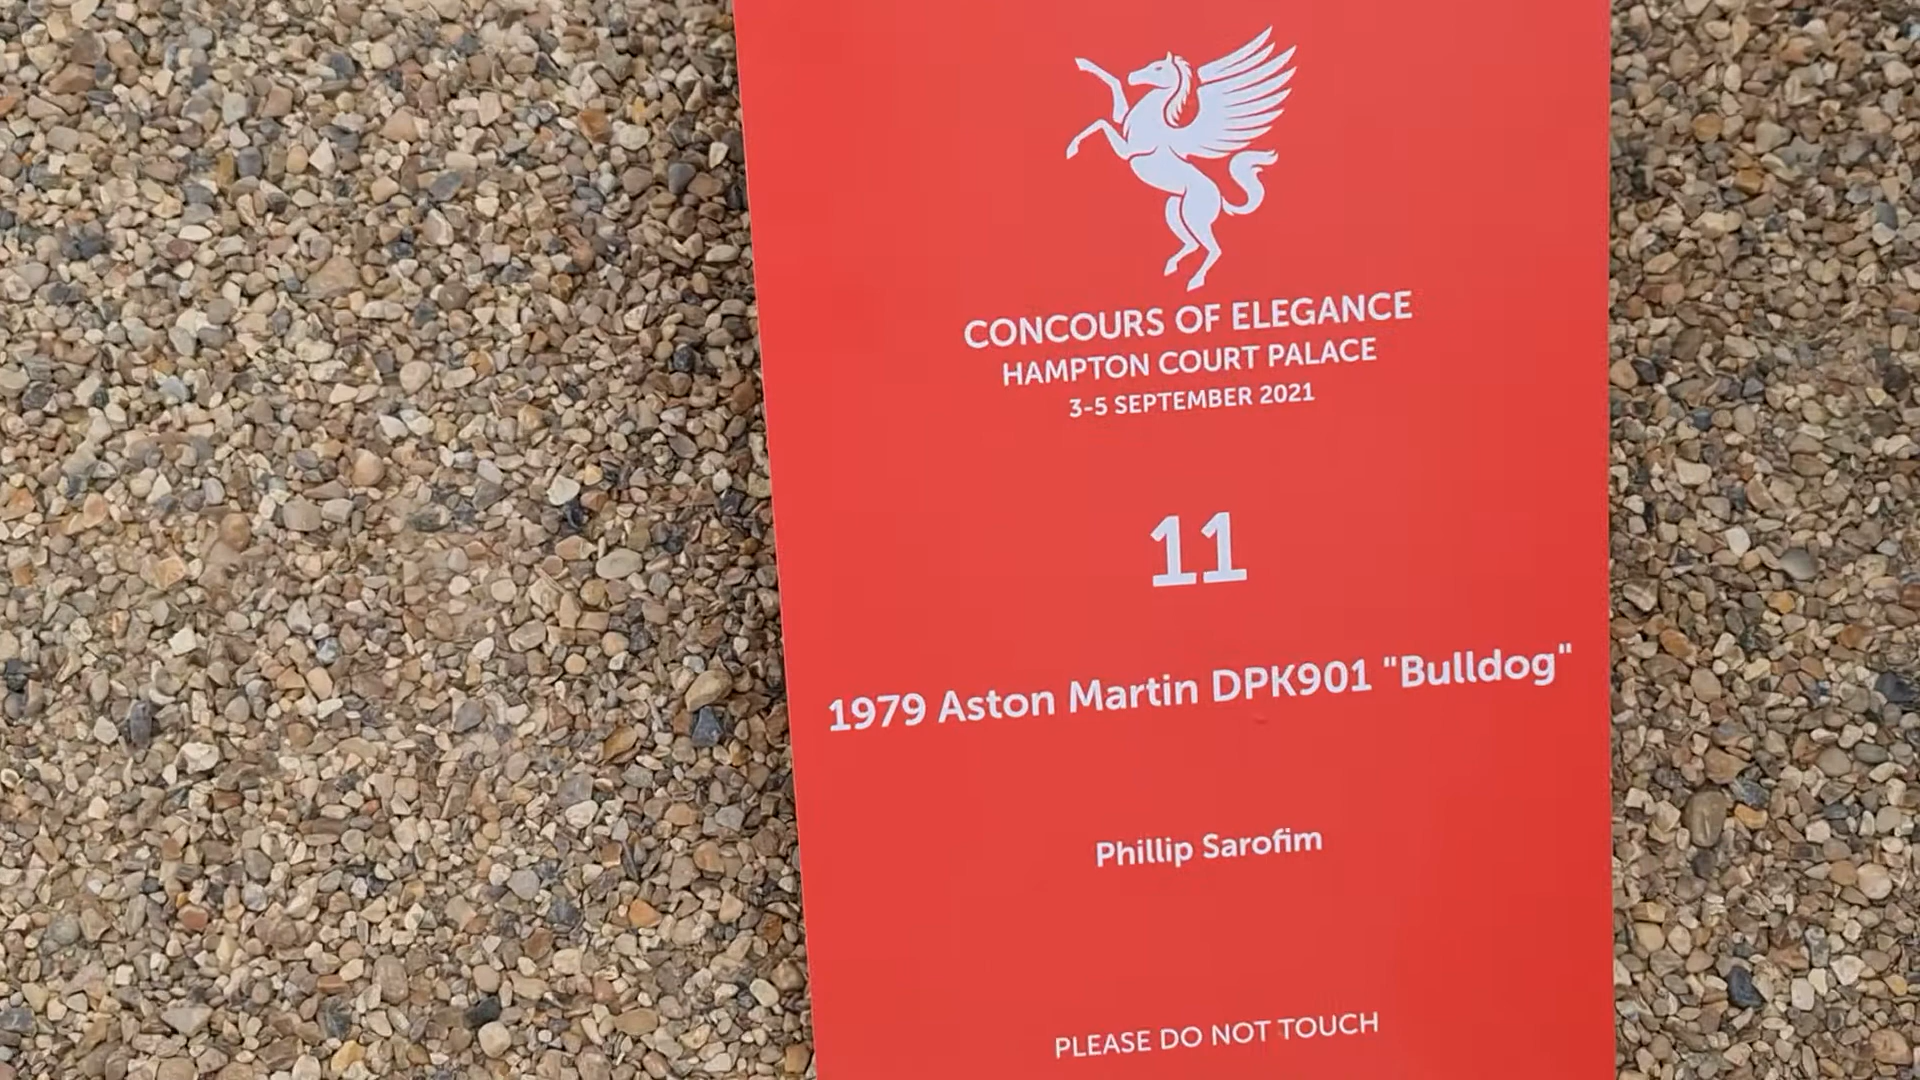 CONCOURS OF ELEGANCE
HAMPTON COURT PALACE
3-5 SEPTEMBER 2021
11
1979 Aston Martin DPK901 "Bulldog"
Phillip Sarofim
PLEASE DO NOT TOUCH